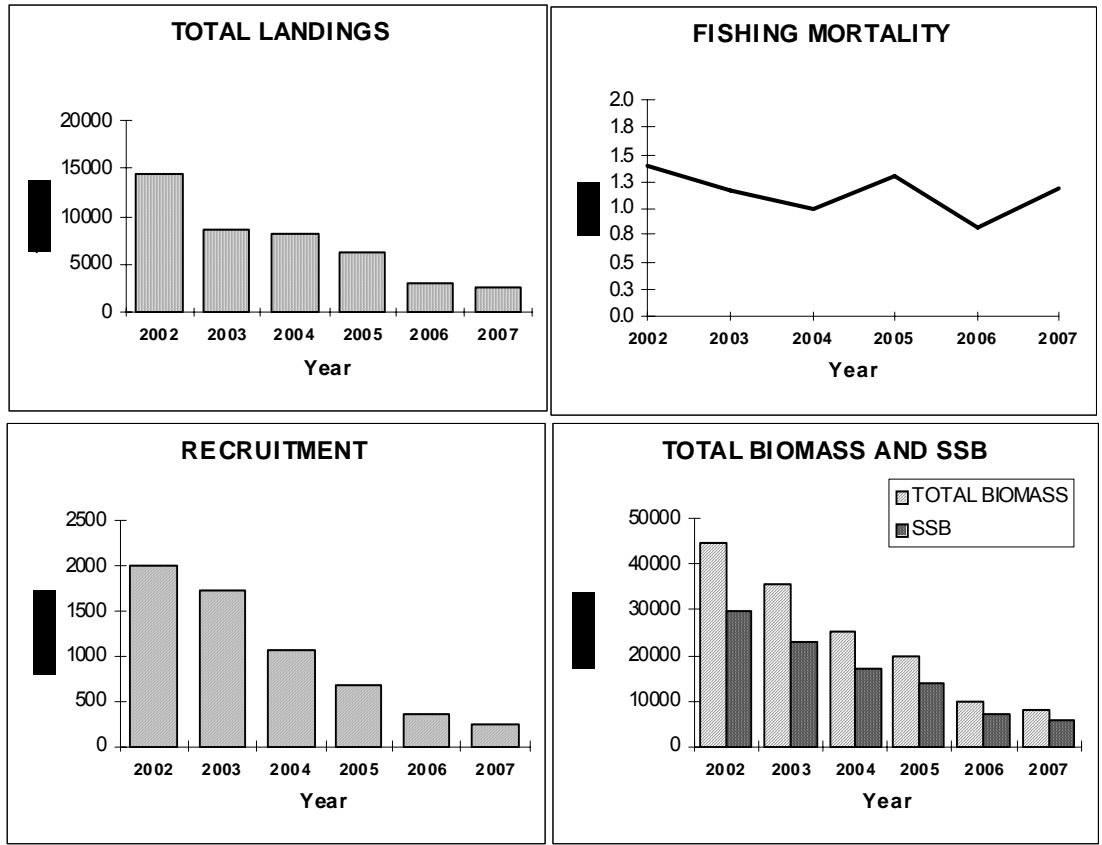 TOTAL LANDINGS
20000
15000
10000
5000
0
2002 2003 2004 2005 2006 2007
Year
FISHING MORTALITY
2.0
1.8
1.5
1.3
1.0
0.8
0.5
0.3
0.0
2002 2003 2004 2005 2006 2007
Year
RECRUITMENT
2500
2000
1500
1000
500
0
2002 2003 2004 2005 2006 2007
Year
TOTAL BIOMASS AND SSB
TOTAL BIOMASS
SSB
50000
40000
30000
20000
10000
0
2002 2003 2004 2005 2006 2007
Year